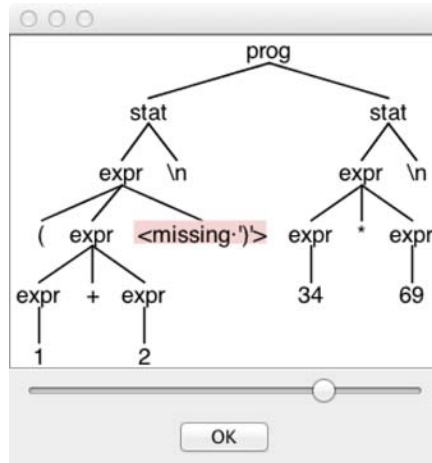 prog
stat stat
expr \n expr \n
( expr <missing·')'> expr * expr
expr + expr 34 69
1 2
OK